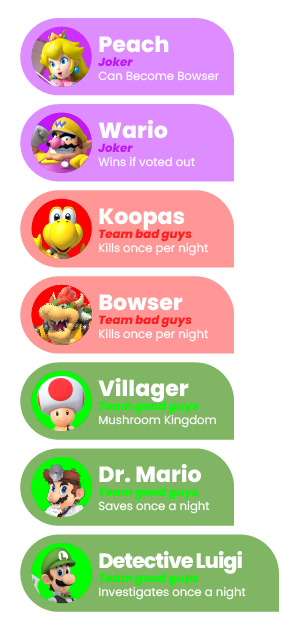 Peach
Joker
Can Become Bowser
Wario
Joker
Wins if voted out
Koopas
Team bad guys
Kills once per night
Bowser
Team bad guys
Kills once per night
Villager
Team good guys
Mushroom Kingdom
Dr. Mario
Team good guys
Saves once a night
Detective Luigi
Team good guys
Investigates once a night